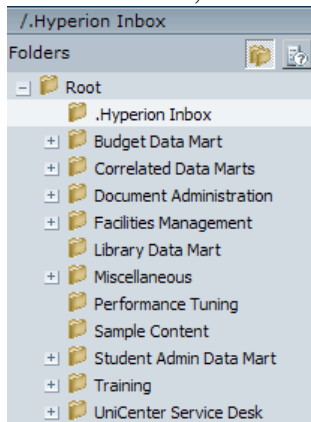 /.Hyperion Inbox
Folders
Root
.Hyperion Inbox
Budget Data Mart
Correlated Data Marts
Document Administration
Facilities Management
Library Data Mart
Miscellaneous
Performance Tuning
Sample Content
Student Admin Data Mart
Training
UniCenter Service Desk